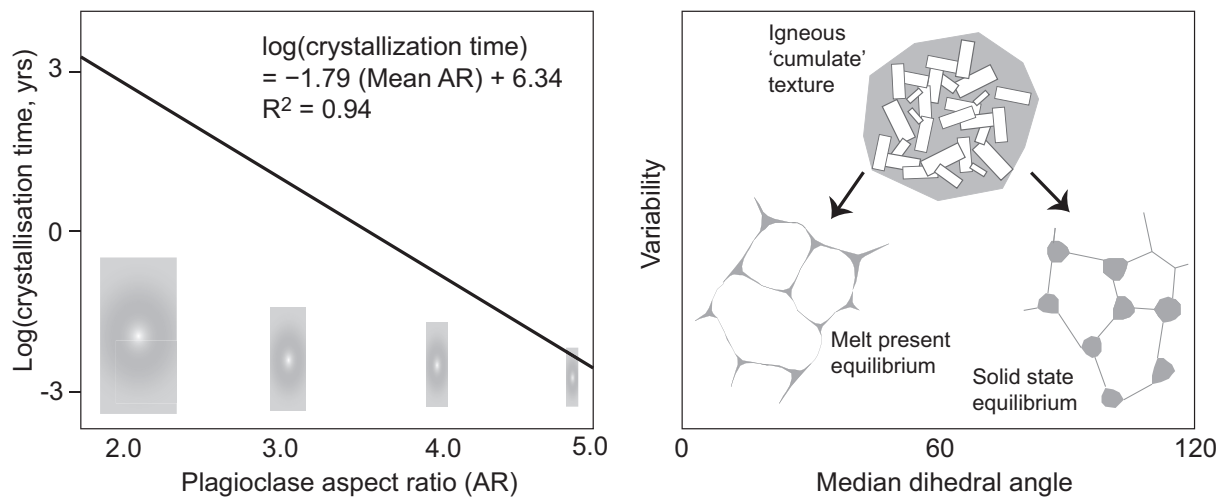 log(crystallization time)
= −1.79 (Mean AR) + 6.34
R² = 0.94
Log(crystallisation time, yrs)
3
0
-3
2.0
3.0
4.0
5.0
Plagioclase aspect ratio (AR)
Igneous
‘cumulate’
texture
Variability
Melt present
equilibrium
Solid state
equilibrium
0
60
120
Median dihedral angle